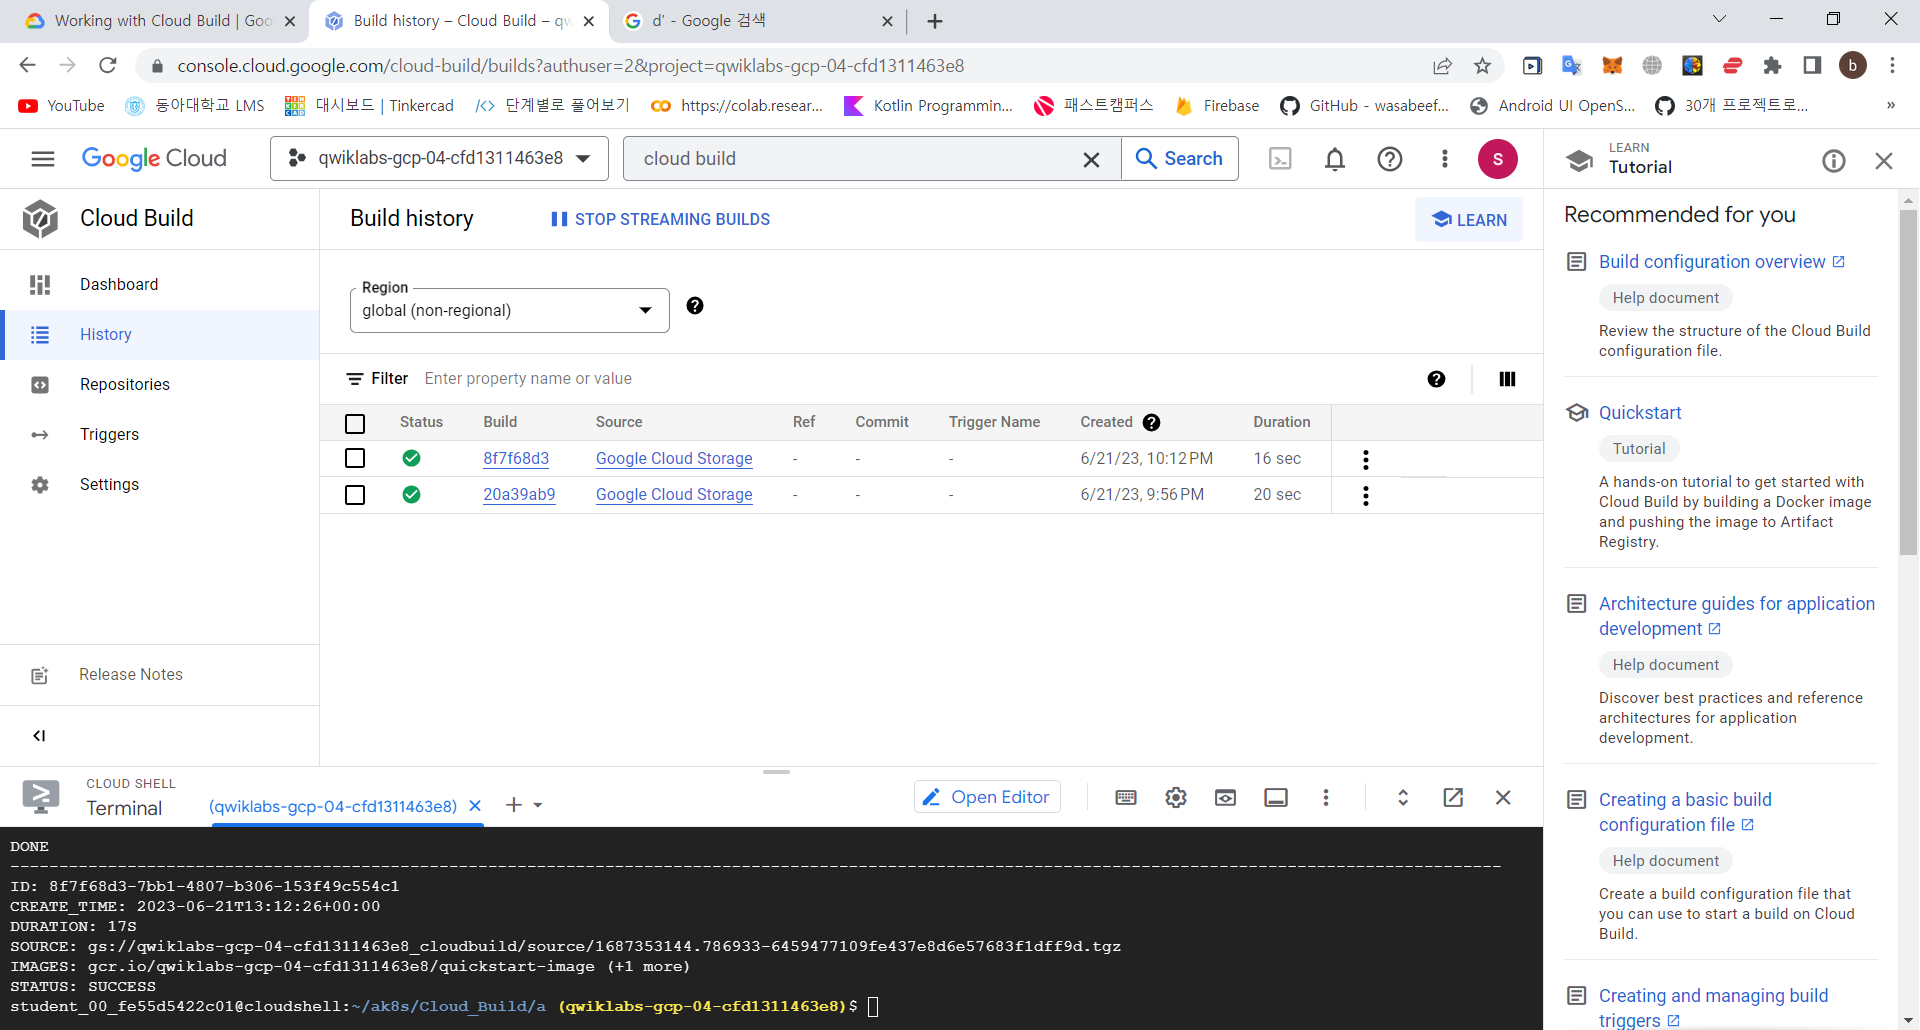 Working with Cloud Build | Goo
Build history – Cloud Build – qw
d' - Google 검색
console.cloud.google.com/cloud-build/builds?authuser=2&project=qwiklabs-gcp-04-cfd1311463e8
b
YouTube
동아대학교 LMS
대시보드 | Tinkercad
단계별로 풀어보기
https://colab.resear...
Kotlin Programmin...
패스트캠퍼스
Firebase
GitHub - wasabeef...
Android UI OpenS...
30개 프로젝트로...
»
Google Cloud
qwiklabs-gcp-04-cfd1311463e8
cloud build
Search
S
LEARN
Tutorial
Cloud Build
Build history
STOP STREAMING BUILDS
LEARN
Dashboard
History
Repositories
Triggers
Settings
Release Notes
Region
global (non-regional)
Filter
Enter property name or value
Status Build Source Ref Commit Trigger Name Created Duration
8f7f68d3 Google Cloud Storage - - - 6/21/23, 10:12 PM 16 sec
20a39ab9 Google Cloud Storage - - - 6/21/23, 9:56 PM 20 sec
Recommended for you
Build configuration overview
Help document
Review the structure of the Cloud Build
configuration file.
Quickstart
Tutorial
A hands-on tutorial to get started with
Cloud Build by building a Docker image
and pushing the image to Artifact
Registry.
Architecture guides for application
development
Help document
Discover best practices and reference
architectures for application
development.
Creating a basic build
configuration file
Help document
Create a build configuration file that
you can use to start a build on Cloud
Build.
Creating and managing build
triggers
CLOUD SHELL
Terminal
(qwiklabs-gcp-04-cfd1311463e8)
Open Editor
DONE
---------------------------------------------------------------------------------------------------------------------------------------------------------
ID: 8f7f68d3-7bb1-4807-b306-153f49c554c1
CREATE_TIME: 2023-06-21T13:12:26+00:00
DURATION: 17S
SOURCE: gs://qwiklabs-gcp-04-cfd1311463e8_cloudbuild/source/1687353144.786933-6459477109fe437e8d6e57683f1dff9d.tgz
IMAGES: gcr.io/qwiklabs-gcp-04-cfd1311463e8/quickstart-image (+1 more)
STATUS: SUCCESS
student_00_fe55d5422c01@cloudshell:~/ak8s/Cloud_Build/a (qwiklabs-gcp-04-cfd1311463e8)$